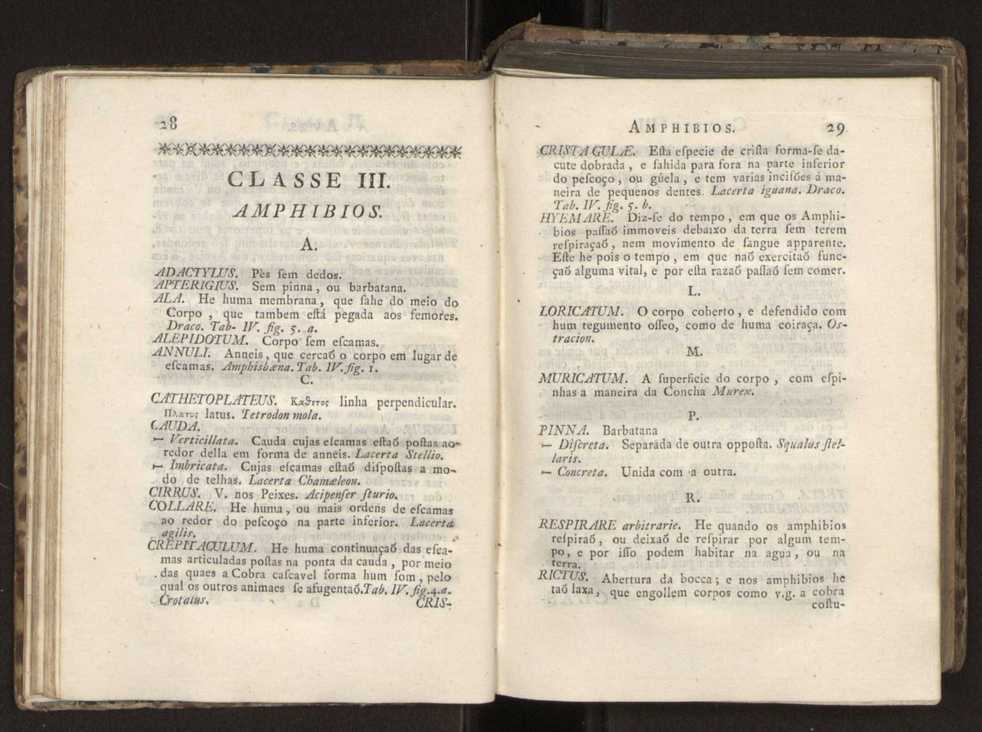 28
CLASSE III.
AMPHIBIOS.
A.
ADACTYLUS. Pès ſem dedos.
APTERIGIUS. Sem pinna, ou barbatana.
ALA. He huma membrana, que ſahe do meio do
Corpo, que tambem eſtá pegada aos femores.
Draco. Tab. IV. fig. 5. a.
ALEPIDOTUM. Corpo ſem eſcamas.
ANNULI. Anneis, que cercaõ o corpo em lugar de
eſcamas. Amphisbæna. Tab. IV. fig. 1.
C.
CATHETOPLATEUS. Καθετος linha perpendicular.
Πλατυς latus. Tetrodon mola.
CAUDA.
— Verticillata. Cauda cujas eſcamas eſtaõ poſtas ao-
redor della em forma de anneis. Lacerta Stellio.
— Imbricata. Cujas eſcamas eſtaõ diſpoſtas a mo-
do de telhas. Lacerta Chamæleou.
CIRRUS. V. nos Peixes. Acipenſer ſturio.
COLLARE. He huma, ou mais ordens de eſcamas
ao redor do peſcoço na parte inferior. Lacerta
agilis.
CREPITACULUM. He huma continuaçaõ das eſca-
mas articuladas poſtas na ponta da cauda, por meio
das quaes a Cobra caſcavel forma hum ſom, pelo
qual os outros animaes ſe afugentaõ. Tab. IV. fig. 4. a.
Crotalus.
CRIS-
AMPHIBIOS. 29
CRISTA GULÆ. Eſta eſpecie de criſta forma-ſe da-
cute dobrada, e ſahida para fora na parte inferior
do peſcoço, ou gúela, e tem varias inciſões á ma-
neira de pequenos dentes. Lacerta iguana. Draco.
Tab. IV. fig. 5. b.
HYEMARE. Diz-ſe do tempo, em que os Amphi-
bios paſſaõ immoveis debaixo da terra ſem terem
reſpiraçaõ, nem movimento de ſangue apparente.
Eſte he pois o tempo, em que naõ exercitaõ func-
çaõ alguma vital, e por eſta razaõ paſſaõ ſem comer.
L.
LORICATUM. O corpo coberto, e defendido com
hum tegumento oſſeo, como de huma coiraça. Os-
tracion.
M.
MURICATUM. A ſuperficie do corpo, com eſpi-
nhas a maneira da Concha Murex.
P.
PINNA. Barbatana
— Diſcreta. Separada de outra oppoſta. Squalus ſtel-
laris.
— Concreta. Unida com a outra.
R.
RESPIRARE arbitrarie. He quando os amphibios
reſpiraõ, ou deixaõ de reſpirar por algum tem-
po, e por iſſo podem habitar na agua, ou na
terra.
RICTUS. Abertura da bocca; e nos amphibios he
taõ laxa, que engollem corpos como v.g. a cobra
coſtu-